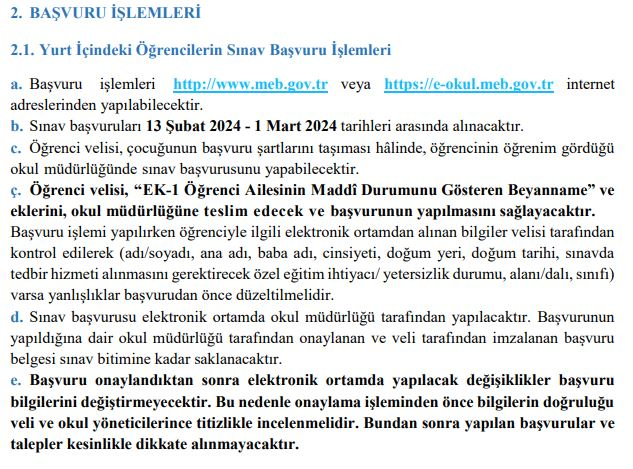 2. BAŞVURU İŞLEMLERİ
2.1. Yurt İçindeki Öğrencilerin Sınav Başvuru İşlemleri
a. Başvuru işlemleri http://www.meb.gov.tr veya https://e-okul.meb.gov.tr internet
adreslerinden yapılabilecektir.
b. Sınav başvuruları 13 Şubat 2024 - 1 Mart 2024 tarihleri arasında alınacaktır.
c. Öğrenci velisi, çocuğunun başvuru şartlarını taşıması hâlinde, öğrencinin öğrenim gördüğü
okul müdürlüğünde sınav başvurusunu yapabilecektir.
ç. Öğrenci velisi, “EK-1 Öğrenci Ailesinin Maddî Durumunu Gösteren Beyanname” ve
eklerini, okul müdürlüğüne teslim edecek ve başvurunun yapılmasını sağlayacaktır.
Başvuru işlemi yapılırken öğrenciyle ilgili elektronik ortamdan alınan bilgiler velisi tarafından
kontrol edilerek (adı/soyadı, ana adı, baba adı, cinsiyeti, doğum yeri, doğum tarihi, sınavda
tedbir hizmeti alınmasını gerektirecek özel eğitim ihtiyacı/ yetersizlik durumu, alanı/dalı, sınıfı)
varsa yanlışlıklar başvurudan önce düzeltilmelidir.
d. Sınav başvurusu elektronik ortamda okul müdürlüğü tarafından yapılacaktır. Başvurunun
yapıldığına dair okul müdürlüğü tarafından onaylanan ve veli tarafından imzalanan başvuru
belgesi sınav bitimine kadar saklanacaktır.
e. Başvuru onaylandıktan sonra elektronik ortamda yapılacak değişiklikler başvuru
bilgilerini değiştirmeyecektir. Bu nedenle onaylama işleminden önce bilgilerin doğruluğu
veli ve okul yöneticilerince titizlikle incelenmelidir. Bundan sonra yapılan başvurular ve
talepler kesinlikle dikkate alınmayacaktır.